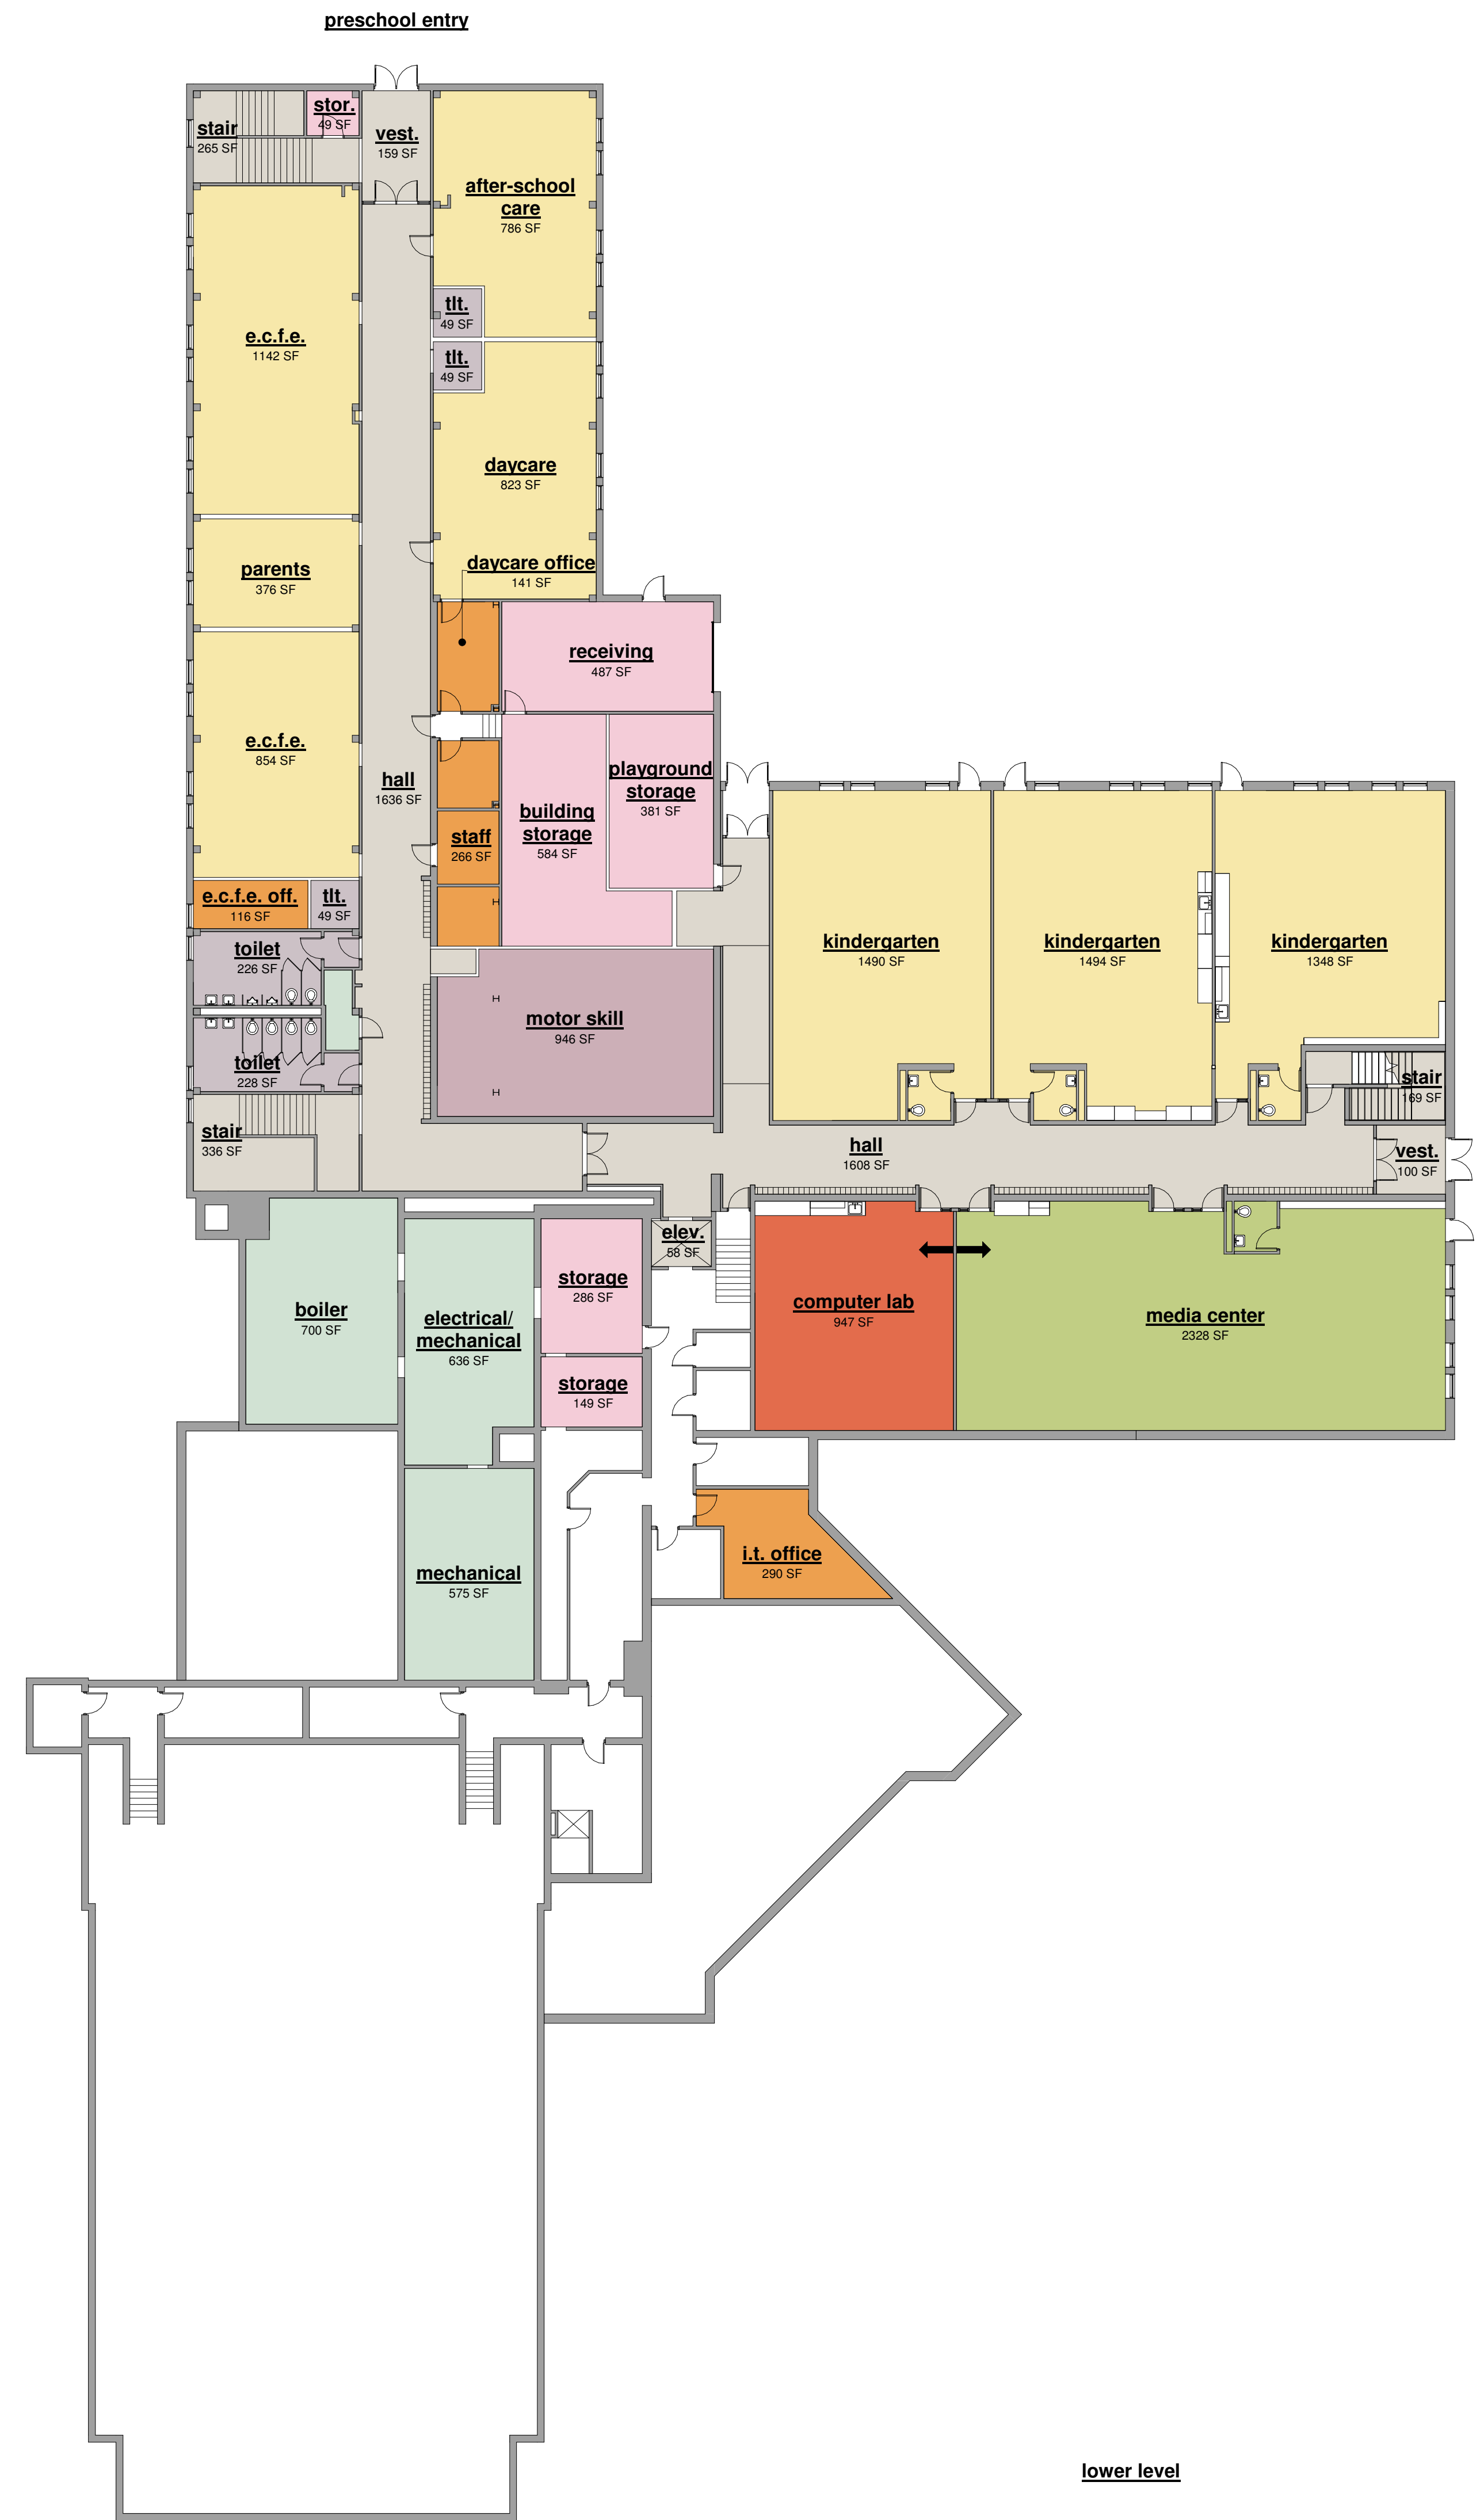 preschool entry
stor.
49 SF
stair
265 SF
vest.
159 SF
after-school
care
786 SF
tlt.
49 SF
e.c.f.e.
1142 SF
tlt.
49 SF
daycare
823 SF
daycare office
141 SF
parents
376 SF
receiving
487 SF
e.c.f.e.
854 SF
hall
1636 SF
playground
storage
381 SF
building
storage
584 SF
staff
266 SF
e.c.f.e. off.
116 SF
tlt.
49 SF
toilet
226 SF
kindergarten
1490 SF
kindergarten
1494 SF
kindergarten
1348 SF
motor skill
946 SF
toilet
228 SF
stair
169 SF
stair
336 SF
hall
1608 SF
vest.
100 SF
elev.
58 SF
storage
286 SF
boiler
700 SF
electrical/
mechanical
636 SF
computer lab
947 SF
media center
2328 SF
storage
149 SF
i.t. office
290 SF
mechanical
575 SF
lower level